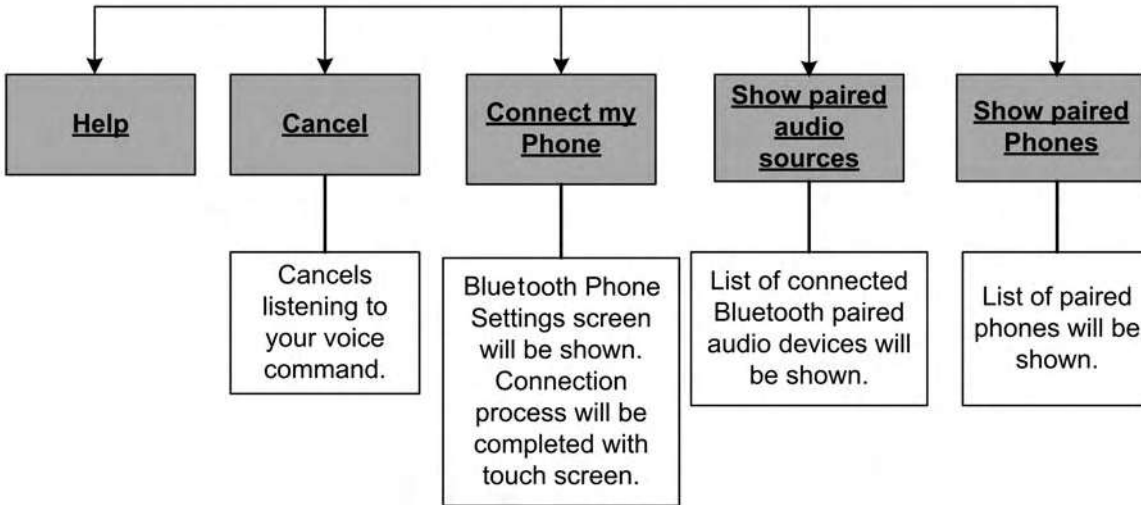 Help
Cancel
Connect my
Phone
Show paired
audio
sources
Show paired
Phones
Cancels
listening to
your voice
command.
Bluetooth Phone
Settings screen
will be shown.
Connection
process will be
completed with
touch screen.
List of connected
Bluetooth paired
audio devices will
be shown.
List of paired
phones will be
shown.